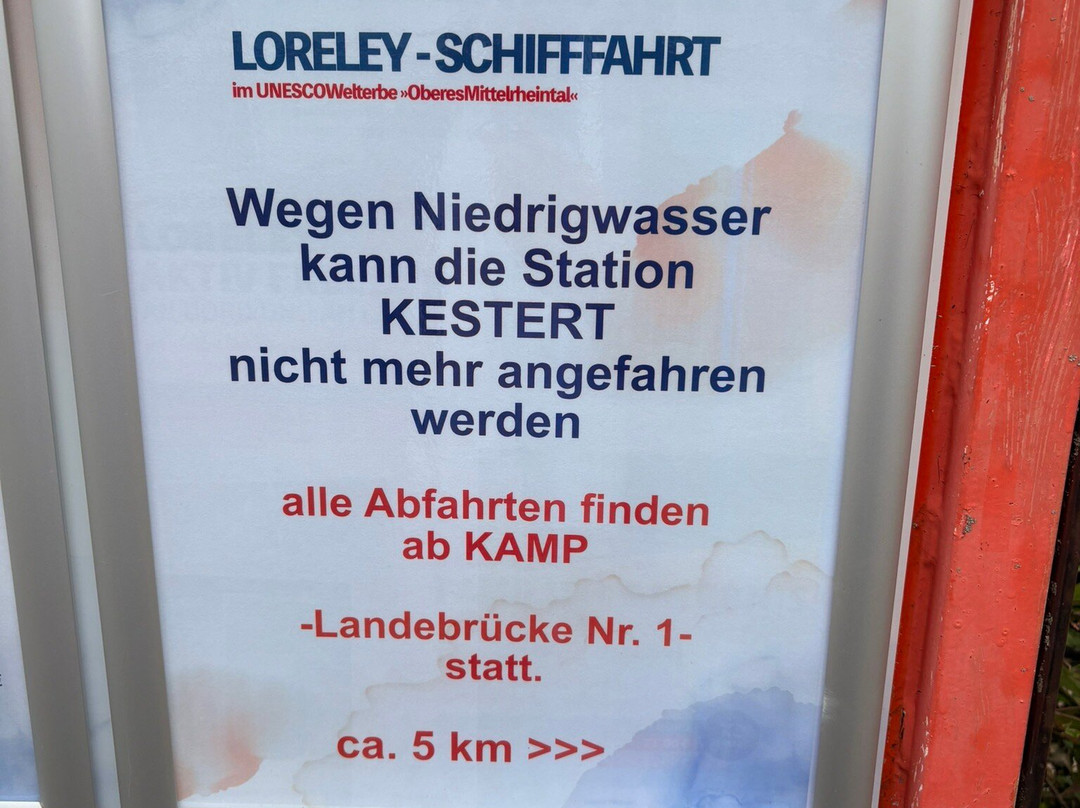 LORELEY-SCHIFFFAHRT
im UNESCOWelterbe »OberesMittelrheintal«
Wegen Niedrigwasser
kann die Station
KESTERT
nicht mehr angefahren
werden
alle Abfahrten finden
ab KAMP
-Landebrücke Nr. 1-
statt.
ca. 5 km >>>